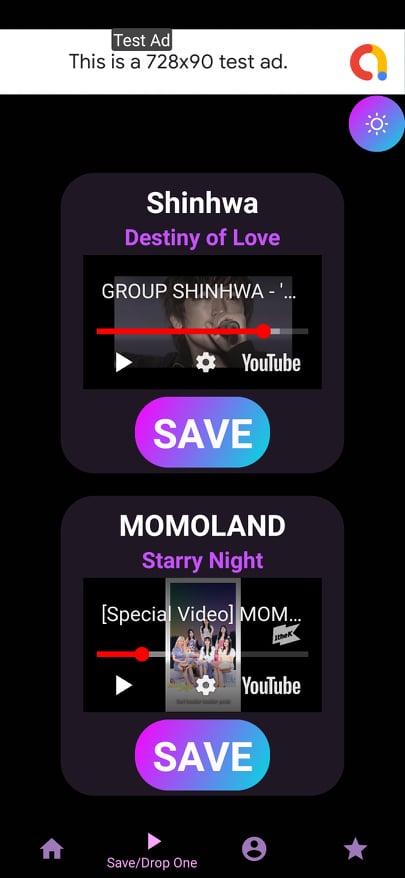 Test Ad
This is a 728x90 test ad.
Shinhwa
Destiny of Love
GROUP SHINHWA - '...
YouTube
SAVE
MOMOLAND
Starry Night
[Special Video] MOM...
1theK
YouTube
SAVE
Save/Drop One